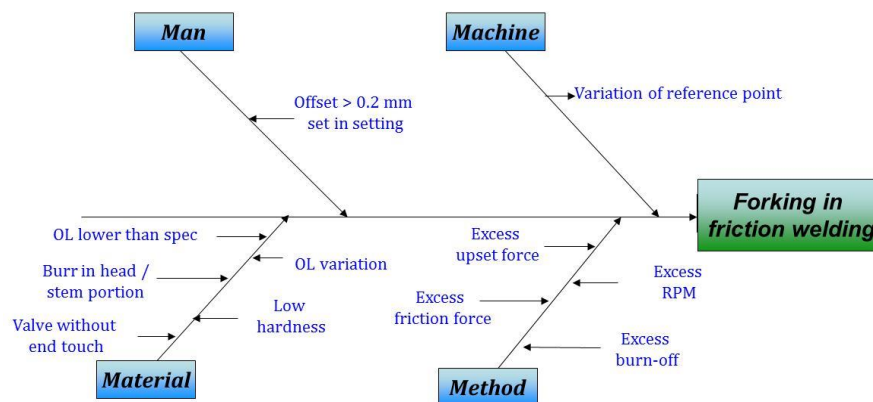 Man
Machine
Offset > 0.2 mm
set in setting
Variation of reference point
Forking in
friction welding
OL lower than spec
OL variation
Burr in head /
stem portion
Low
hardness
Valve without
end touch
Material
Excess
upset force
Excess
RPM
Excess
friction force
Excess
burn-off
Method